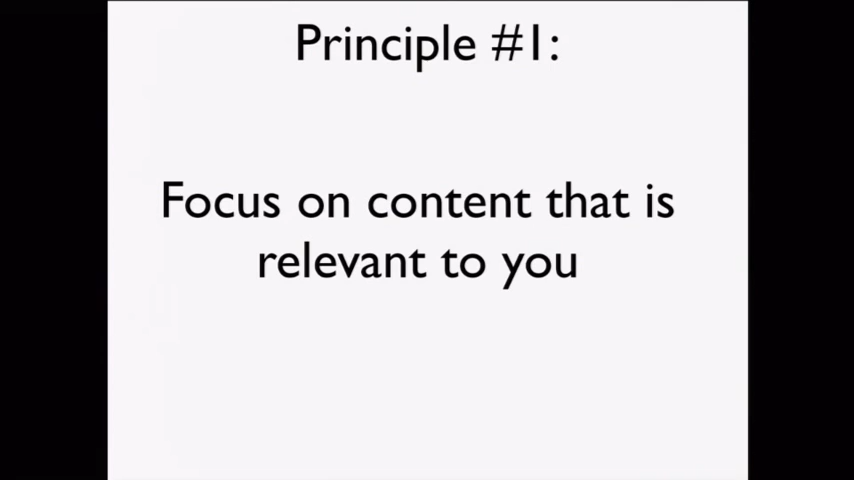 Principle #1:
Focus on content that is
relevant to you